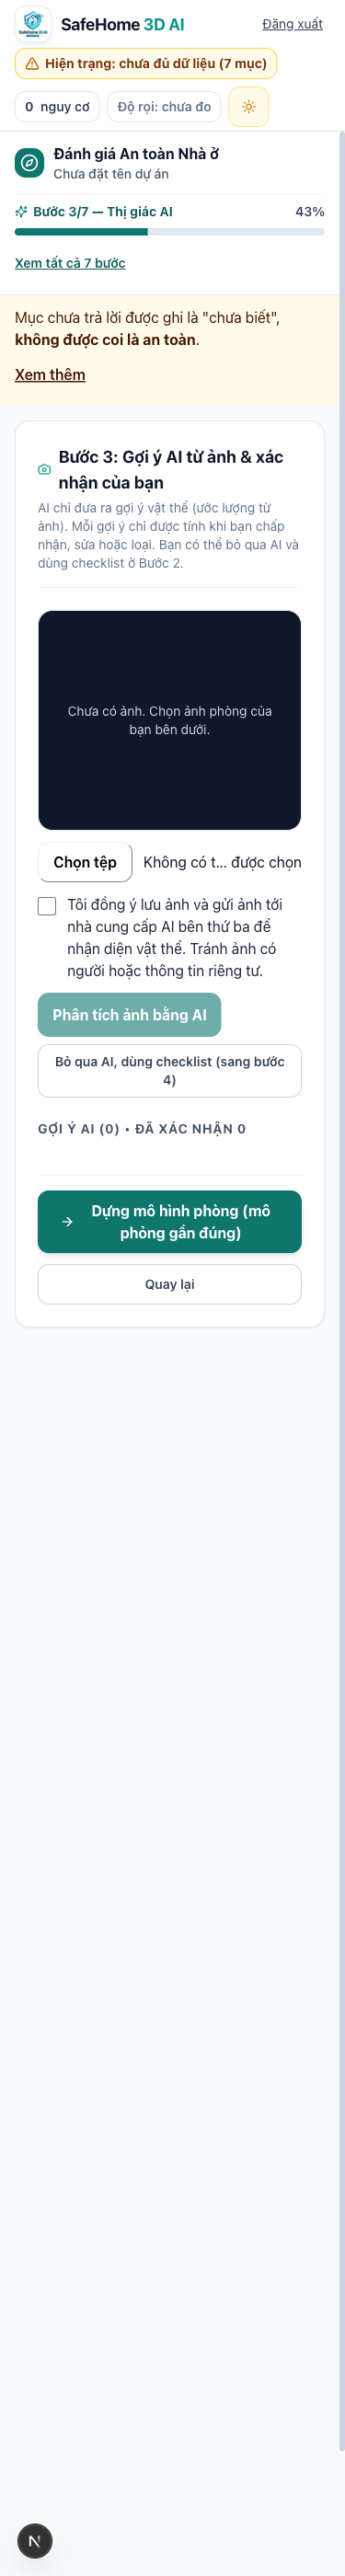 SafeHome 3D AI
Đăng xuất
Hiện trạng: chưa đủ dữ liệu (7 mục)
0 nguy cơ
Độ rọi: chưa đo
Đánh giá An toàn Nhà ở
Chưa đặt tên dự án
Bước 3/7 — Thị giác AI
43%
Xem tất cả 7 bước
Mục chưa trả lời được ghi là "chưa biết",
không được coi là an toàn.
Xem thêm
Bước 3: Gợi ý AI từ ảnh & xác
nhận của bạn
AI chỉ đưa ra gợi ý vật thể (ước lượng từ
ảnh). Mỗi gợi ý chỉ được tính khi bạn chấp
nhận, sửa hoặc loại. Bạn có thể bỏ qua AI và
dùng checklist ở Bước 2.
Chưa có ảnh. Chọn ảnh phòng của
bạn bên dưới.
Chọn tệp
Không có t... được chọn
Tôi đồng ý lưu ảnh và gửi ảnh tới
nhà cung cấp AI bên thứ ba để
nhận diện vật thể. Tránh ảnh có
người hoặc thông tin riêng tư.
Phân tích ảnh bằng AI
Bỏ qua AI, dùng checklist (sang bước
4)
GỢI Ý AI (0) • ĐÃ XÁC NHẬN 0
Dựng mô hình phòng (mô
phỏng gần đúng)
Quay lại